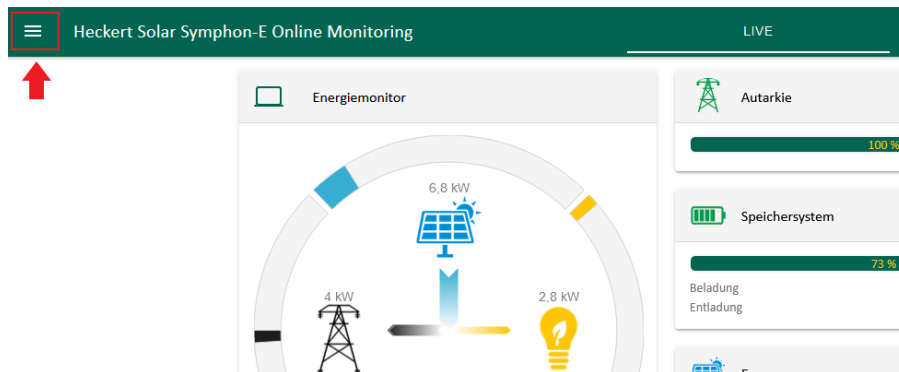 Heckert Solar Symphon-E Online Monitoring
LIVE
Energiemonitor
6,8 kW
4 kW
2,8 kW
Autarkie
100 %
Speichersystem
73 %
Beladung
Entladung